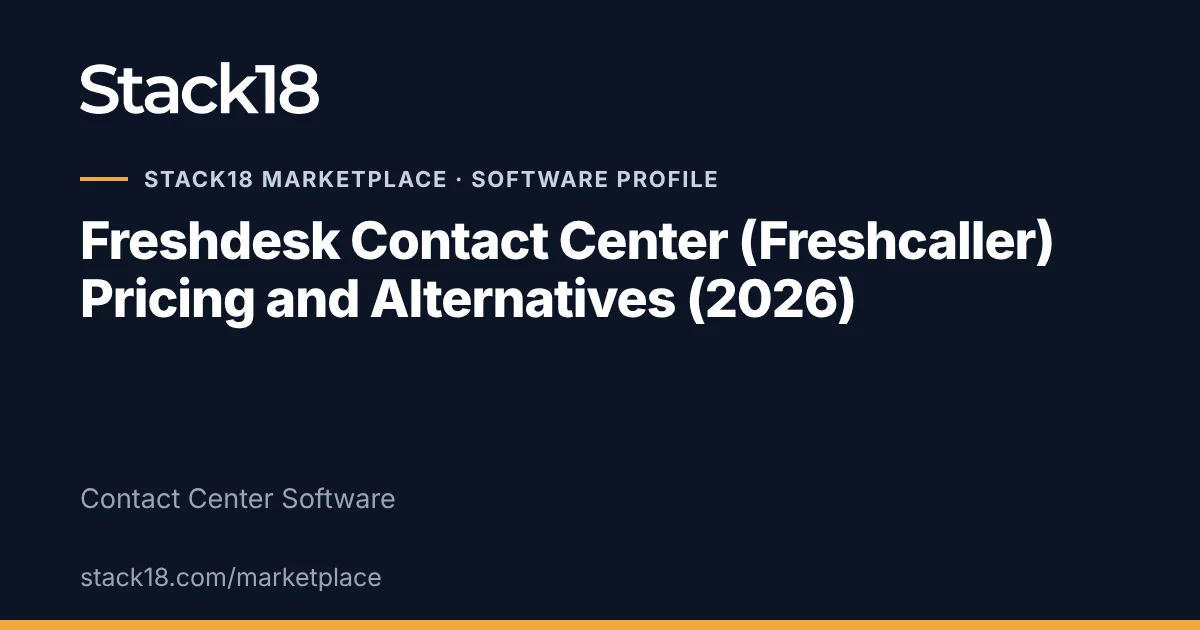 Stack18
STACK18 MARKETPLACE · SOFTWARE PROFILE
Freshdesk Contact Center (Freshcaller)
Pricing and Alternatives (2026)
Contact Center Software
stack18.com/marketplace